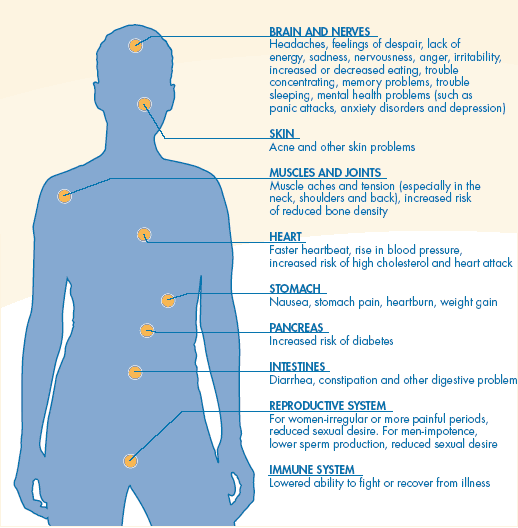 BRAIN AND NERVES
Headaches, feelings of despair, lack of
energy, sadness, nervousness, anger, irritability,
increased or decreased eating, trouble
concentrating, memory problems, trouble
sleeping, mental health problems (such as
panic attacks, anxiety disorders and depression)
SKIN
Acne and other skin problems
MUSCLES AND JOINTS
Muscle aches and tension (especially in the
neck, shoulders and back), increased risk
of reduced bone density
HEART
Faster heartbeat, rise in blood pressure,
increased risk of high cholesterol and heart attack
STOMACH
Nausea, stomach pain, heartburn, weight gain
PANCREAS
Increased risk of diabetes
INTESTINES
Diarrhea, constipation and other digestive problem
REPRODUCTIVE SYSTEM
For women-irregular or more painful periods,
reduced sexual desire. For men-impotence,
lower sperm production, reduced sexual desire
IMMUNE SYSTEM
Lowered ability to fight or recover from illness